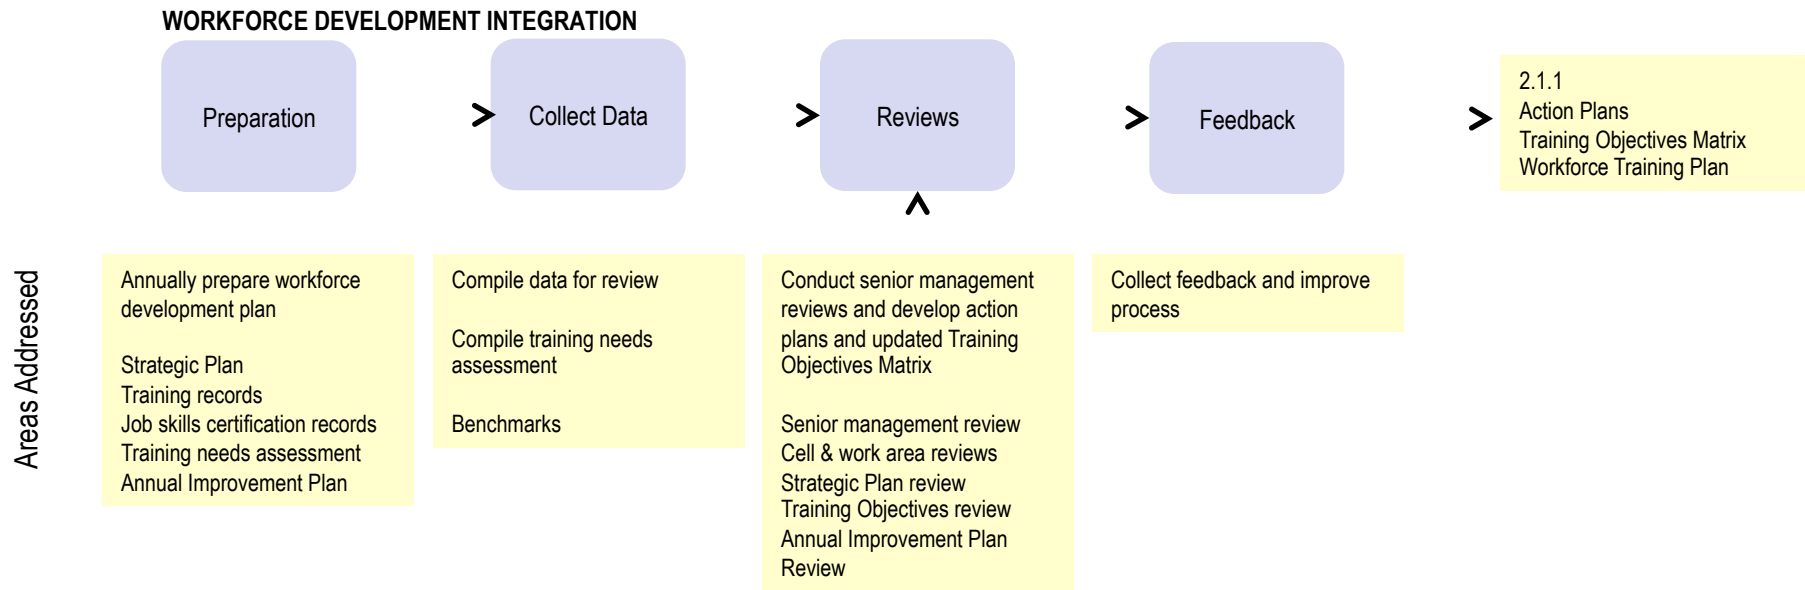 WORKFORCE DEVELOPMENT INTEGRATION
Preparation
Collect Data
Reviews
Feedback
2.1.1
Action Plans
Training Objectives Matrix
Workforce Training Plan
Areas Addressed
Annually prepare workforce
development plan
Strategic Plan
Training records
Job skills certification records
Training needs assessment
Annual Improvement Plan
Compile data for review
Compile training needs
assessment
Benchmarks
Conduct senior management
reviews and develop action
plans and updated Training
Objectives Matrix
Senior management review
Cell & work area reviews
Strategic Plan review
Training Objectives review
Annual Improvement Plan
Review
Collect feedback and improve
process